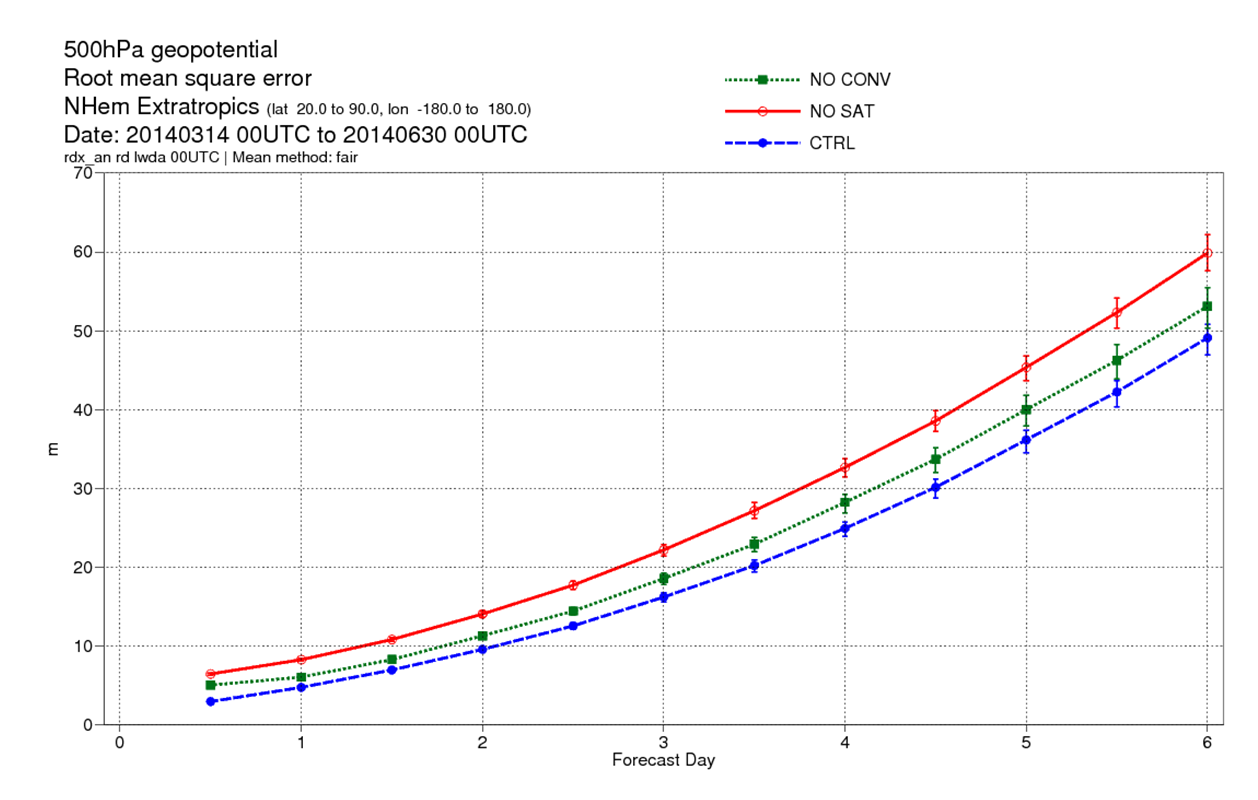 500hPa geopotential
Root mean square error
NHem Extratropics (lat 20.0 to 90.0, lon -180.0 to 180.0)
Date: 20140314 00UTC to 20140630 00UTC
rdx_an rd lwda 00UTC | Mean method: fair
NO CONV
NO SAT
CTRL
70
60
50
40
30
20
10
0
m
0 1 2 3 4 5 6
Forecast Day